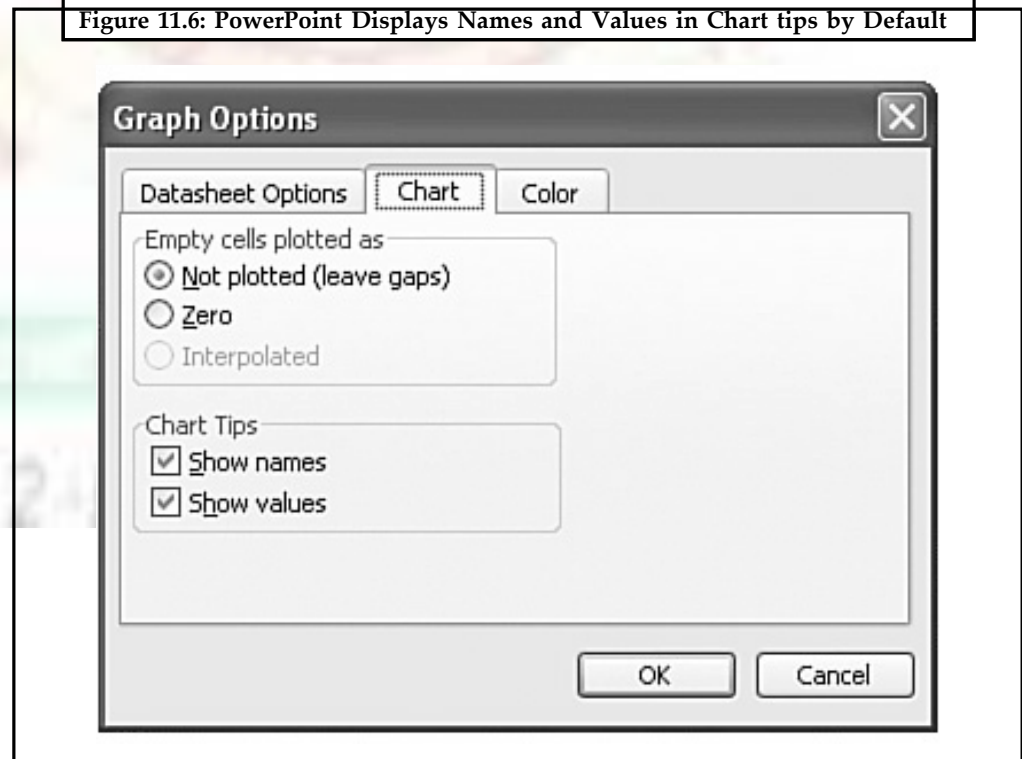 Figure 11.6: PowerPoint Displays Names and Values in Chart tips by Default
Graph Options
Datasheet Options Chart Color
Empty cells plotted as
Not plotted (leave gaps)
Zero
Interpolated
Chart Tips
Show names
Show values
OK Cancel